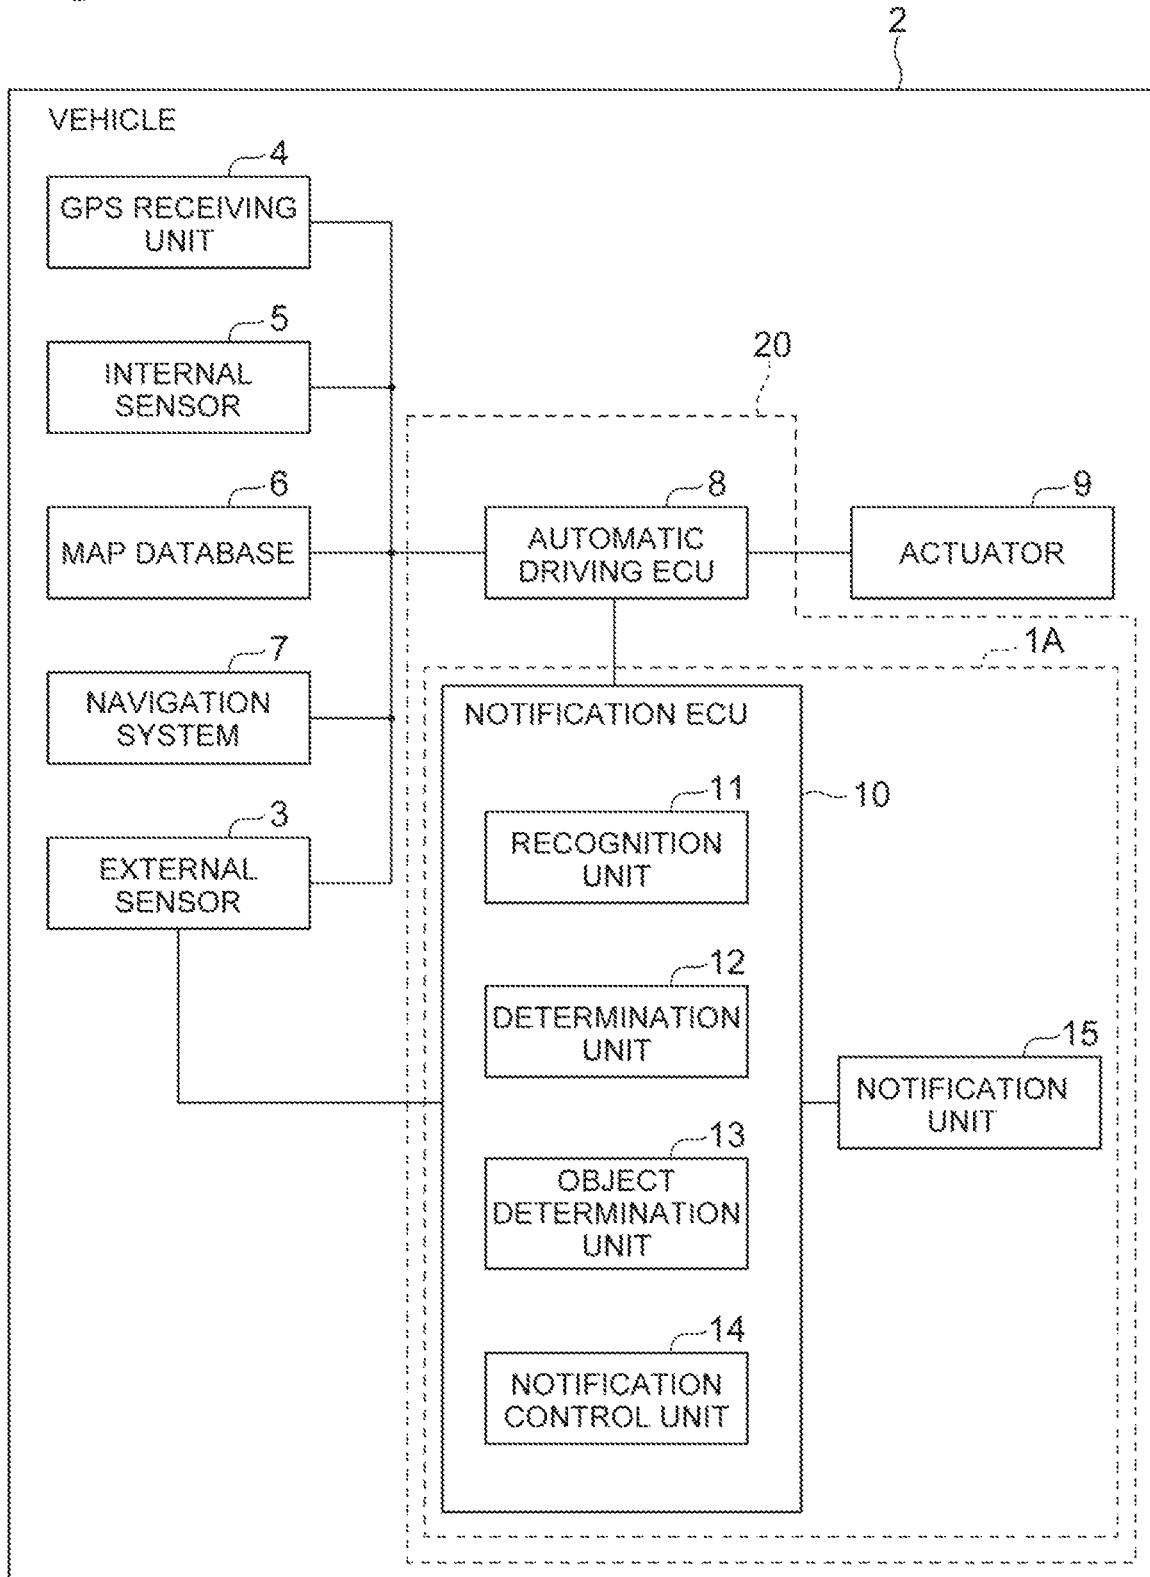 2
VEHICLE
4
GPS RECEIVING
UNIT
5
INTERNAL
SENSOR
20
6
MAP DATABASE
8
AUTOMATIC
DRIVING ECU
9
ACTUATOR
7
NAVIGATION
SYSTEM
1A
NOTIFICATION ECU
10
3
EXTERNAL
SENSOR
11
RECOGNITION
UNIT
12
DETERMINATION
UNIT
15
NOTIFICATION
UNIT
13
OBJECT
DETERMINATION
UNIT
14
NOTIFICATION
CONTROL UNIT